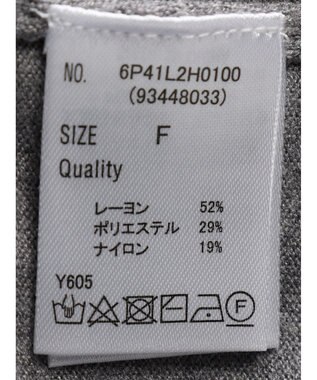 NO. 6P41L2H0100
(93448033)
SIZE F
Quality
レーヨン 52%
ポリエステル 29%
ナイロン 19%
Y605
F